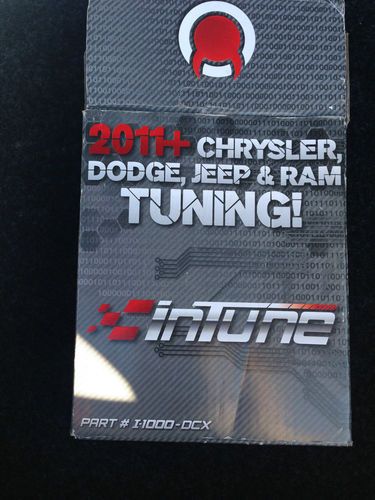 2011+ CHRYSLER,
DODGE, JEEP & RAM
TUNING!
inTune
PART # I-1000-DCX